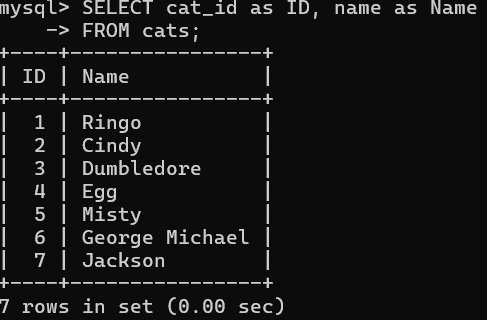 mysql> SELECT cat_id as ID, name as Name
    -> FROM cats;
+----+----------------+
| ID | Name           |
+----+----------------+
|  1 | Ringo          |
|  2 | Cindy          |
|  3 | Dumbledore     |
|  4 | Egg            |
|  5 | Misty          |
|  6 | George Michael |
|  7 | Jackson        |
+----+----------------+
7 rows in set (0.00 sec)